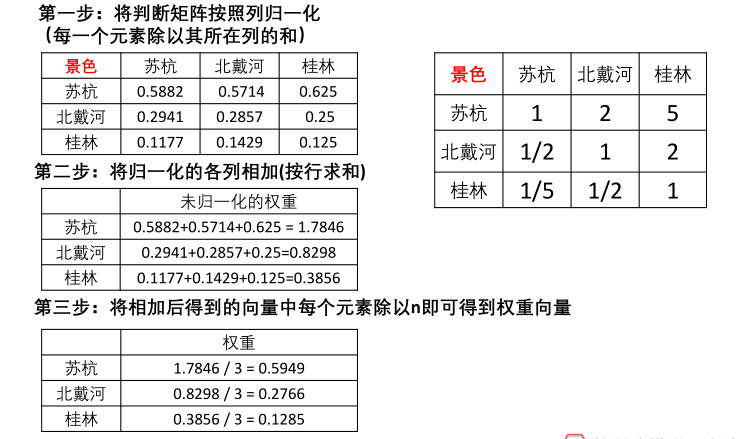 第一步：将判断矩阵按照列归一化
（每一个元素除以其所在列的和）
景色 苏杭 北戴河 桂林
苏杭 0.5882 0.5714 0.625
北戴河 0.2941 0.2857 0.25
桂林 0.1177 0.1429 0.125
第二步：将归一化的各列相加(按行求和)
未归一化的权重
苏杭 0.5882+0.5714+0.625 = 1.7846
北戴河 0.2941+0.2857+0.25=0.8298
桂林 0.1177+0.1429+0.125=0.3856
第三步：将相加后得到的向量中每个元素除以n即可得到权重向量
权重
苏杭 1.7846 / 3 = 0.5949
北戴河 0.8298 / 3 = 0.2766
桂林 0.3856 / 3 = 0.1285
景色 苏杭 北戴河 桂林
苏杭 1 2 5
北戴河 1/2 1 2
桂林 1/5 1/2 1